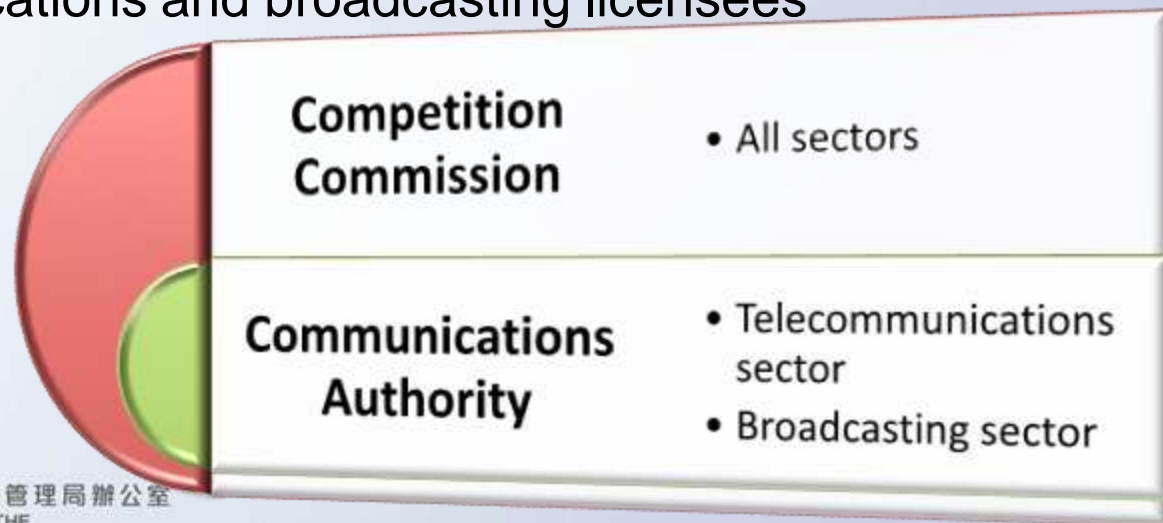 cations and broadcasting licensees
Competition
Commission
• All sectors
Communications
Authority
• Telecommunications
sector
• Broadcasting sector
管理局辦公室
THE